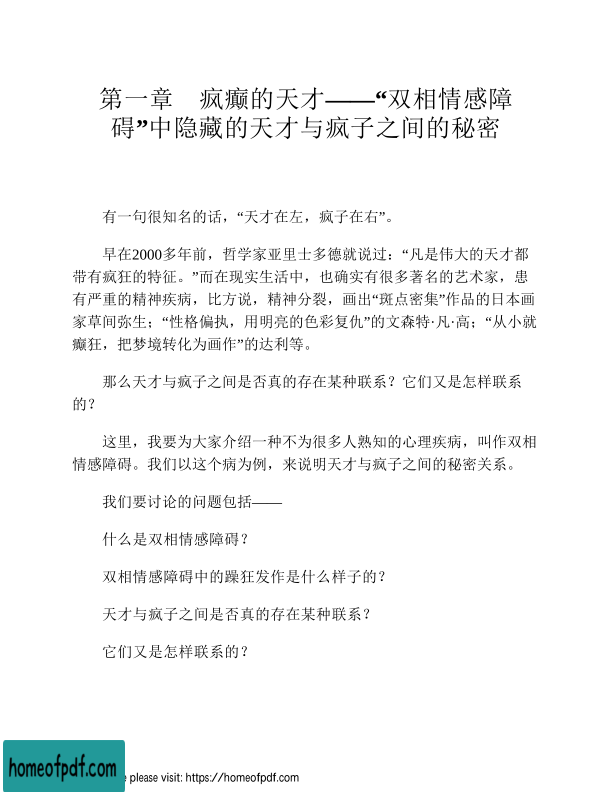 第一章　疯癫的天才——“双相情感障
碍”中隐藏的天才与疯子之间的秘密
有一句很知名的话，“天才在左，疯子在右”。
早在2000多年前，哲学家亚里士多德就说过：“凡是伟大的天才都
带有疯狂的特征。”而在现实生活中，也确实有很多著名的艺术家，患
有严重的精神疾病，比方说，精神分裂，画出“斑点密集”作品的日本画
家草间弥生；“性格偏执，用明亮的色彩复仇”的文森特·凡·高；“从小就
癫狂，把梦境转化为画作”的达利等。
那么天才与疯子之间是否真的存在某种联系？它们又是怎样联系
的？
这里，我要为大家介绍一种不为很多人熟知的心理疾病，叫作双相
情感障碍。我们以这个病为例，来说明天才与疯子之间的秘密关系。
我们要讨论的问题包括——
什么是双相情感障碍？
双相情感障碍中的躁狂发作是什么样子的？
天才与疯子之间是否真的存在某种联系？
它们又是怎样联系的？
homeofpdf.com
e please visit: https://homeofpdf.com